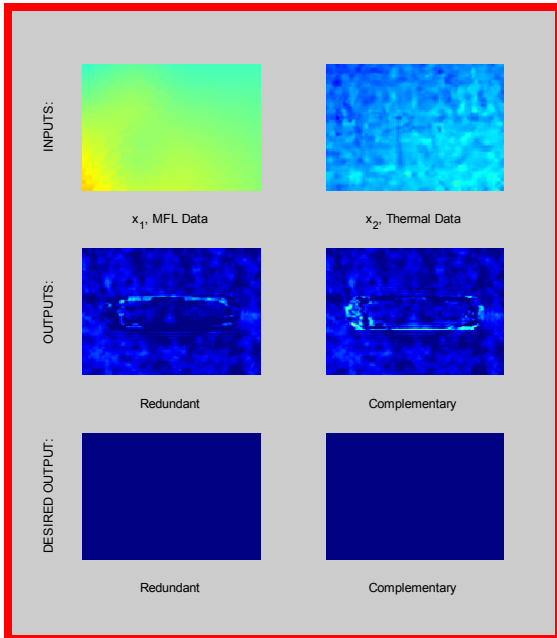 INPUTS:
x1, MFL Data
x2, Thermal Data
OUTPUTS:
Redundant
Complementary
DESIRED OUTPUT:
Redundant
Complementary